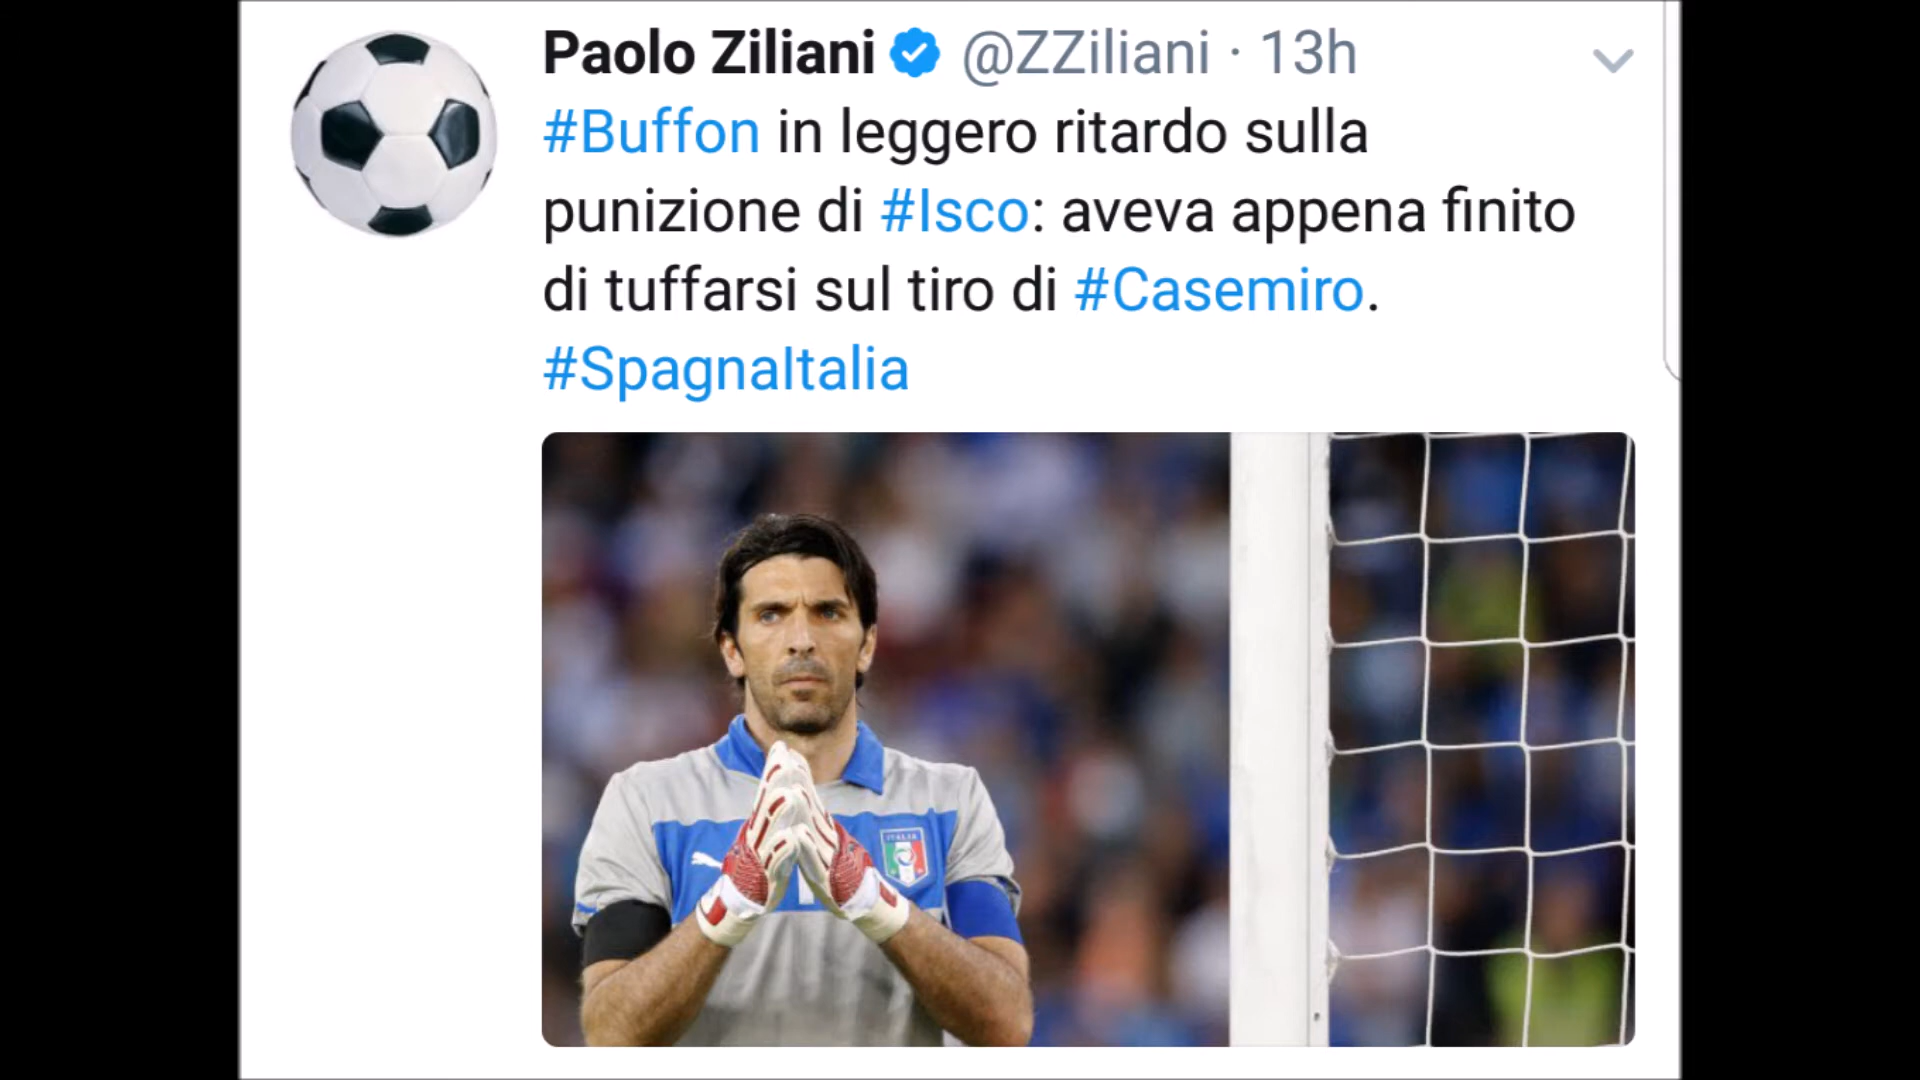 Paolo Ziliani @ZZiliani · 13h
#Buffon in leggero ritardo sulla
punizione di #Isco: aveva appena finito
di tuffarsi sul tiro di #Casemiro.
#SpagnaItalia
ITALIA